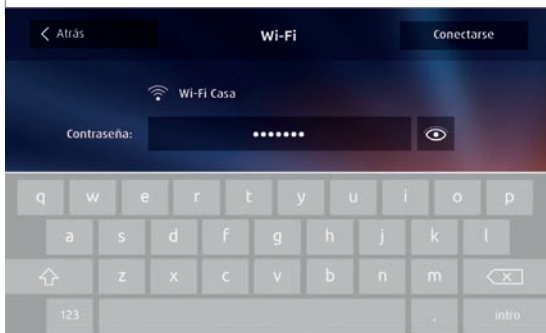 Atrás Wi-Fi Conectarse
Wi-Fi Casa
Contraseña: •••••••
q w e r t y u i o p
a s d f g h j k l
z x c v b n m
123 . intro